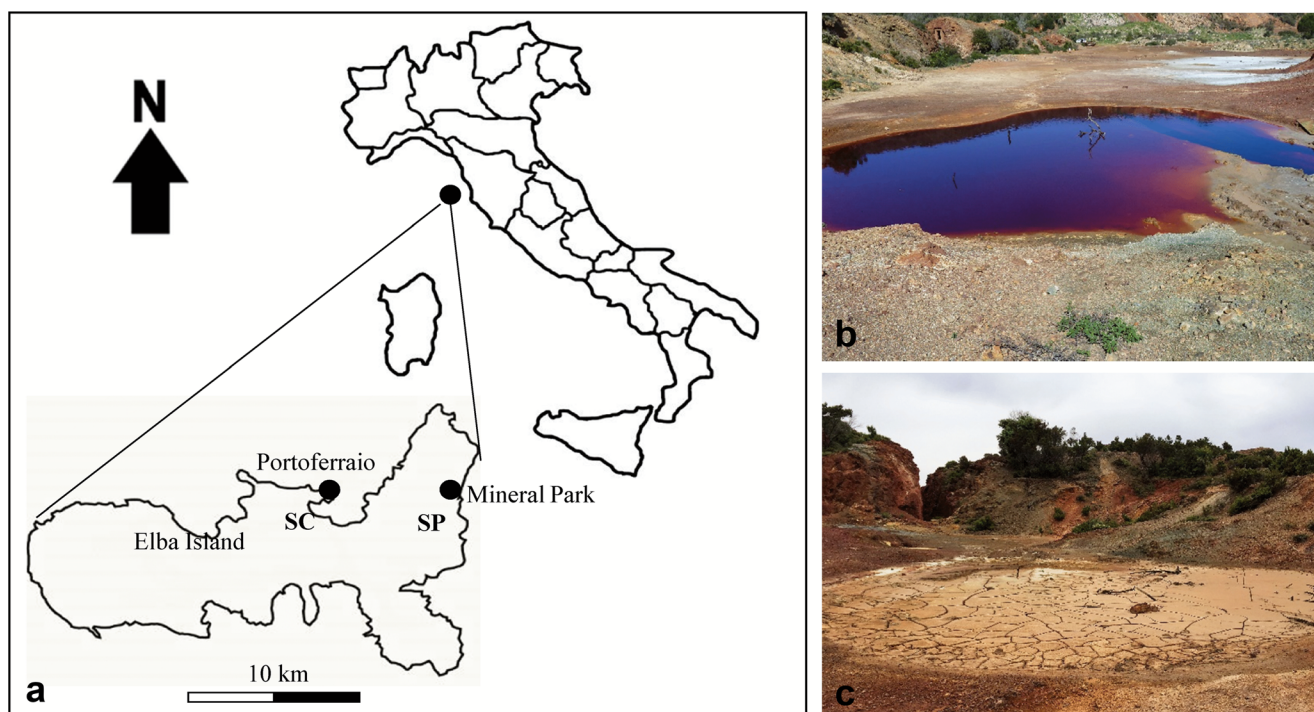 N
Portoferraio
Mineral Park
SC
SP
Elba Island
10 km
a
b
c